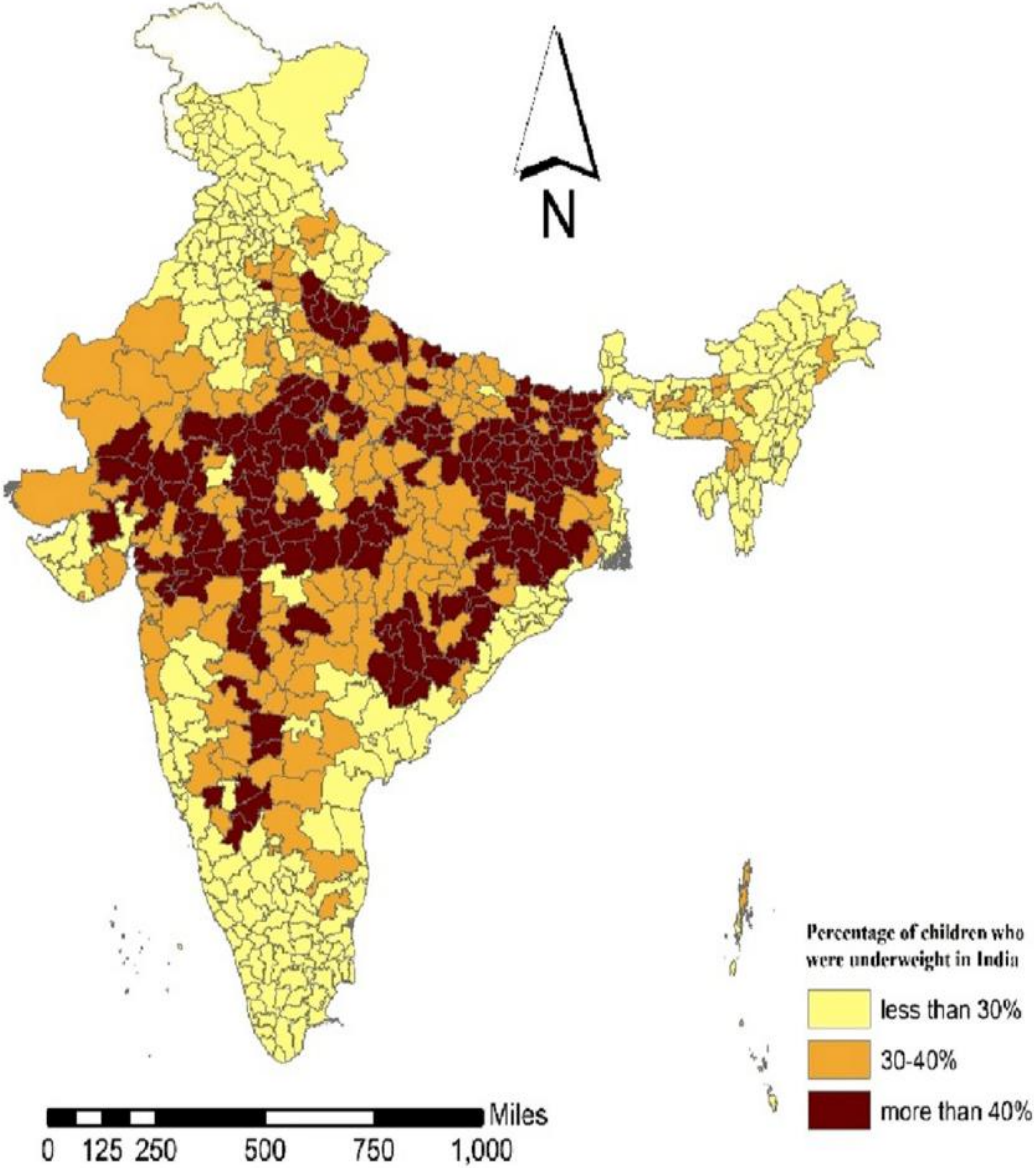 N
Percentage of children who
were underweight in India
less than 30%
30-40%
more than 40%
Miles
0 125 250 500 750 1,000